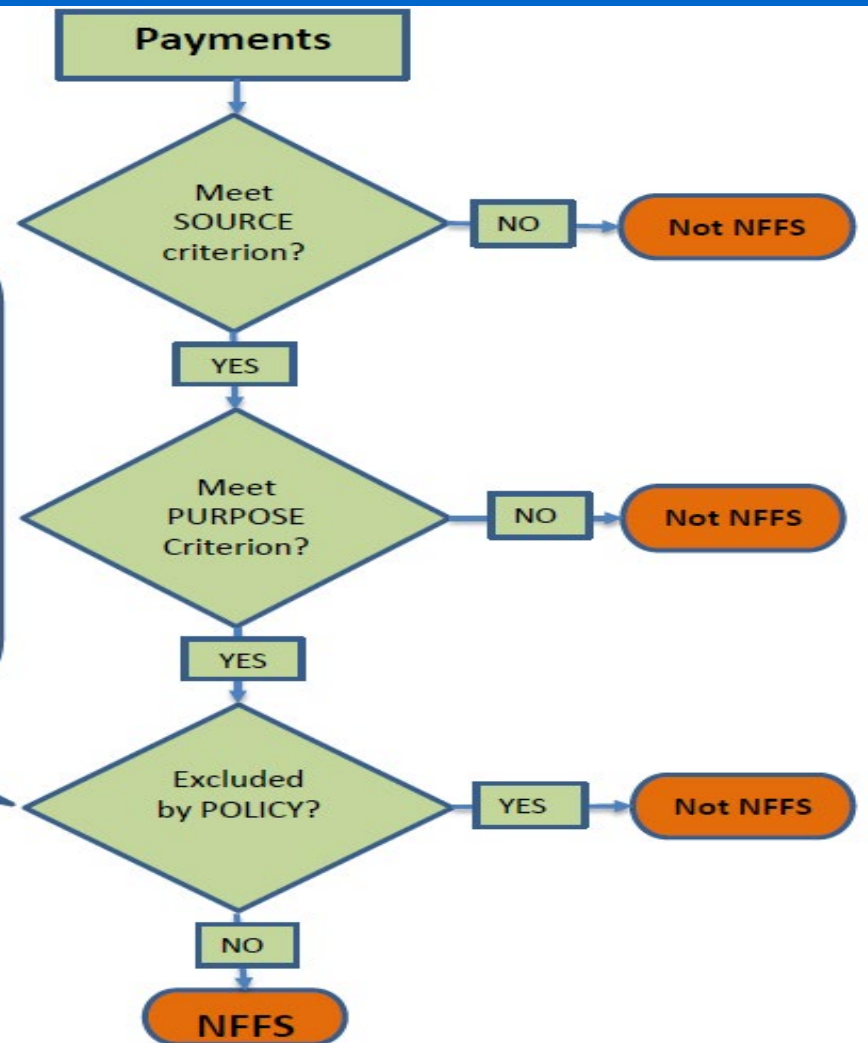 Payments
Meet
SOURCE
criterion?
NO
Not NFFS
YES
Meet
PURPOSE
Criterion?
NO
Not NFFS
YES
Excluded
by POLICY?
YES
Not NFFS
NO
NFFS